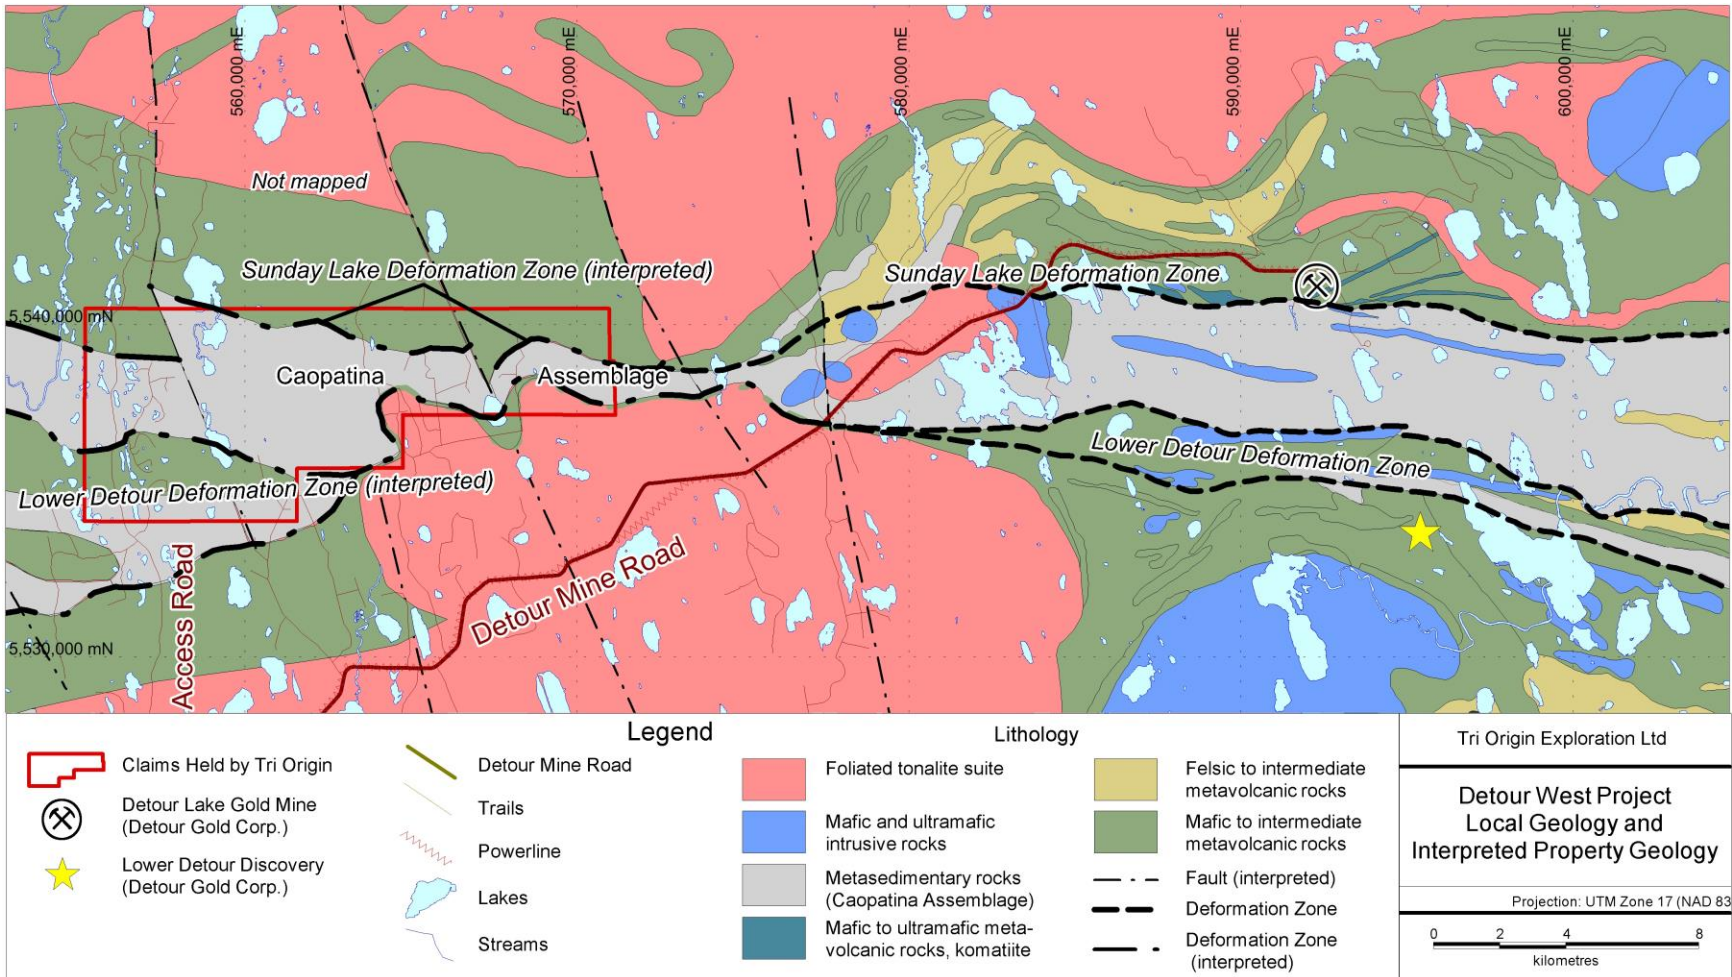 560,000 mE
570,000 mE
580,000 mE
590,000 mE
600,000 mE
Not mapped
Sunday Lake Deformation Zone (interpreted)
Sunday Lake Deformation Zone
5,540,000 mN
Caopatina
Assemblage
Lower Detour Deformation Zone
Lower Detour Deformation Zone (interpreted)
Detour Mine Road
Access Road
5,530,000 mN
Legend
Claims Held by Tri Origin
Detour Lake Gold Mine
(Detour Gold Corp.)
Lower Detour Discovery
(Detour Gold Corp.)
Detour Mine Road
Trails
Powerline
Lakes
Streams
Lithology
Foliated tonalite suite
Mafic and ultramafic
intrusive rocks
Metasedimentary rocks
(Caopatina Assemblage)
Mafic to ultramafic meta-
volcanic rocks, komatiite
Felsic to intermediate
metavolcanic rocks
Mafic to intermediate
metavolcanic rocks
Fault (interpreted)
Deformation Zone
Deformation Zone
(interpreted)
Tri Origin Exploration Ltd
Detour West Project
Local Geology and
Interpreted Property Geology
Projection: UTM Zone 17 (NAD 83
0 2 4 8
kilometres